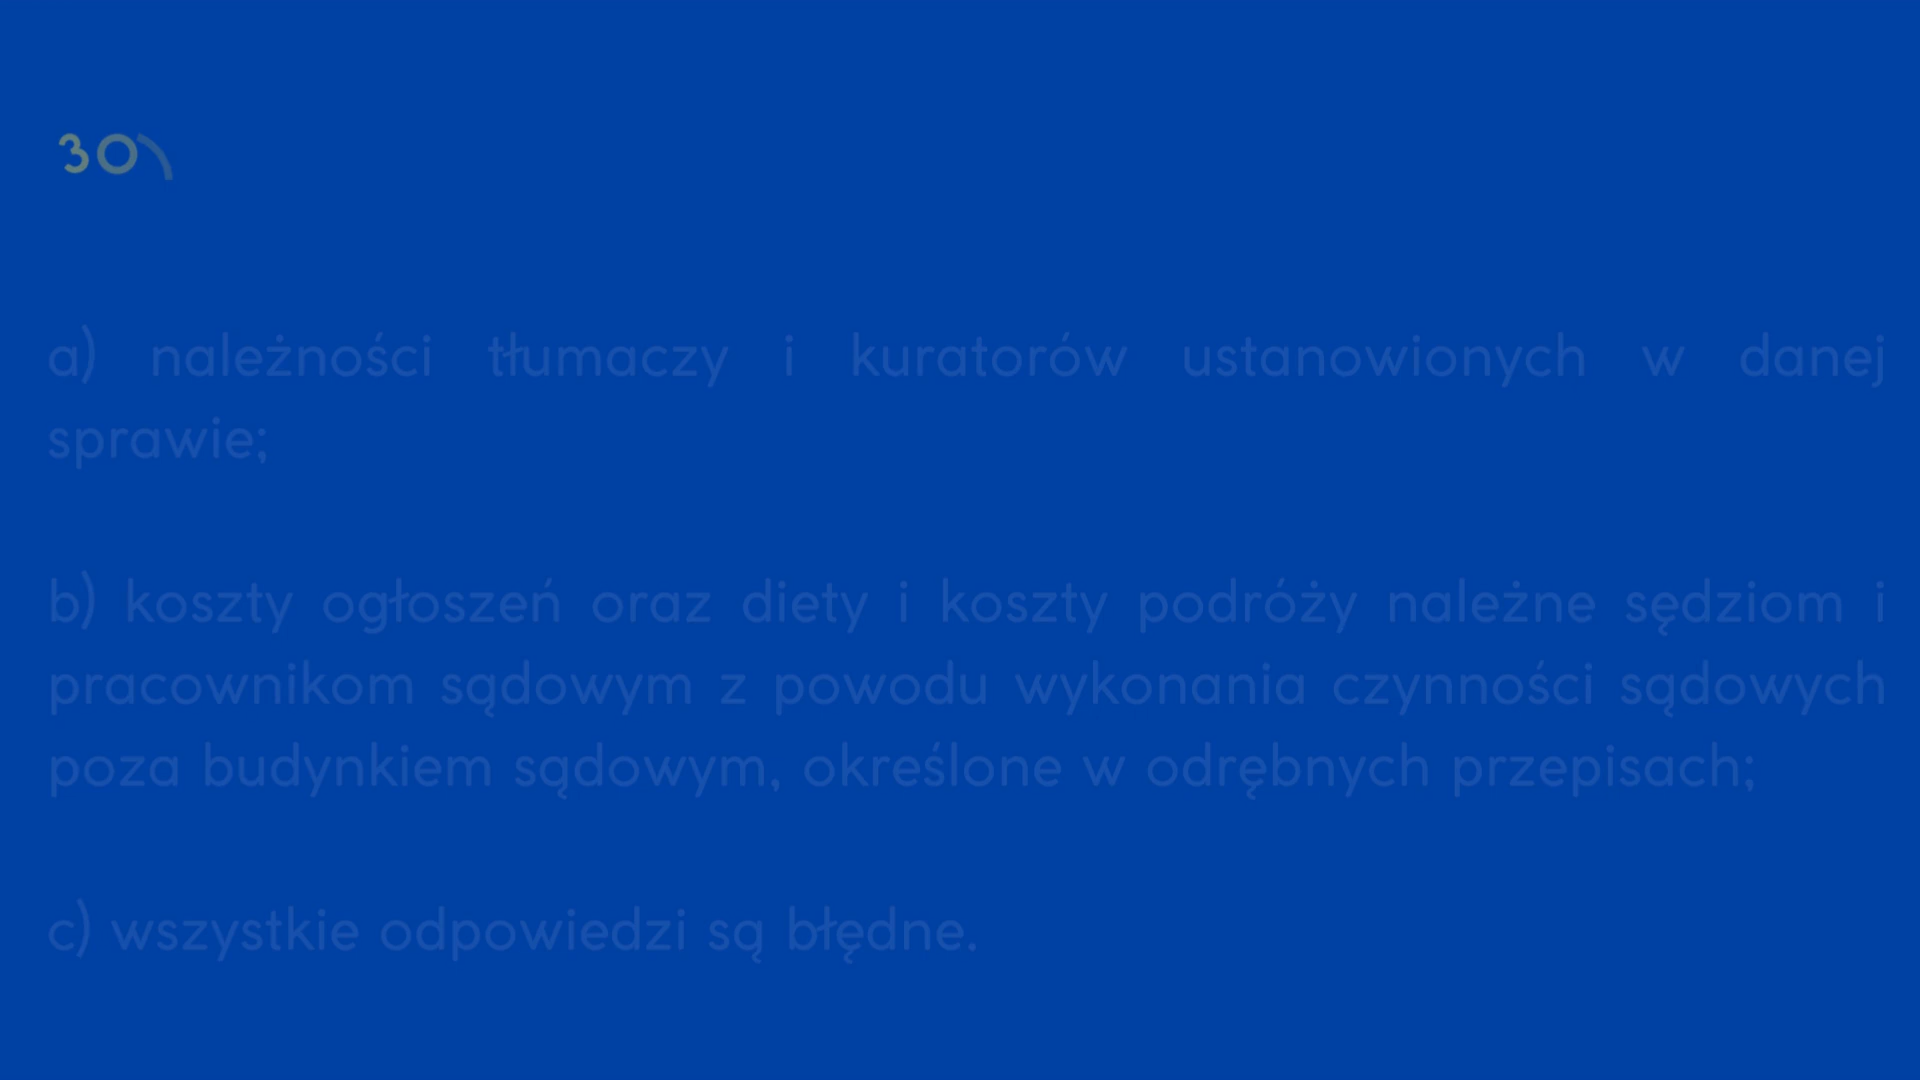 30
a) należności tłumaczy i kuratorów ustanowionych w danej
sprawie;
b) koszty ogłoszeń oraz diety i koszty podróży należne sędziom i
pracownikom sądowym z powodu wykonania czynności sądowych
poza budynkiem sądowym, określone w odrębnych przepisach;
c) wszystkie odpowiedzi są błędne.